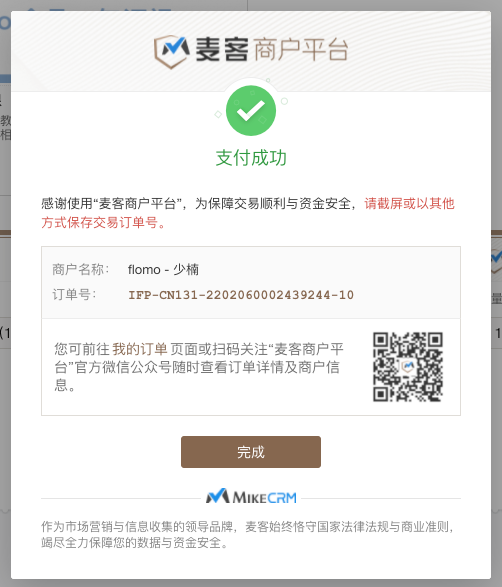 麦客 商户平台
支付成功
感谢使用“麦客商户平台”，为保障交易顺利与资金安全，请截屏或以其他
方式保存交易订单号。
商户名称： flomo - 少楠
订单号： IFP-CN131-2202060002439244-10
您可前往 我的订单 页面或扫码关注“麦客商户平
台”官方微信公众号随时查看订单详情及商户信
息。
完成
MIKECRM
作为市场营销与信息收集的领导品牌，麦客始终恪守国家法律法规与商业准则，
竭尽全力保障您的数据与资金安全。